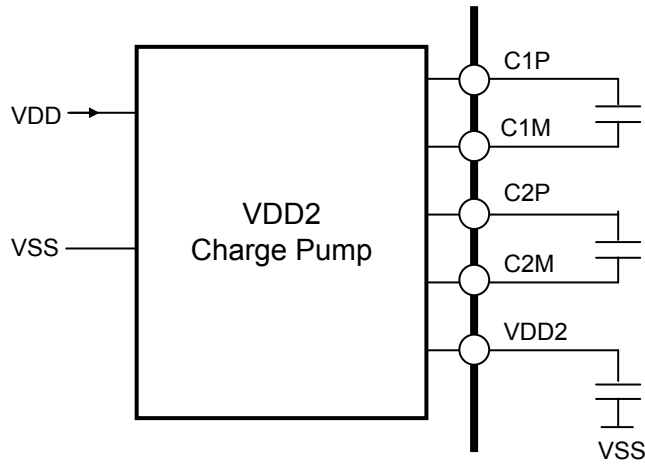 C1P
VDD
C1M
VDD2
Charge Pump
C2P
VSS
C2M
VDD2
VSS